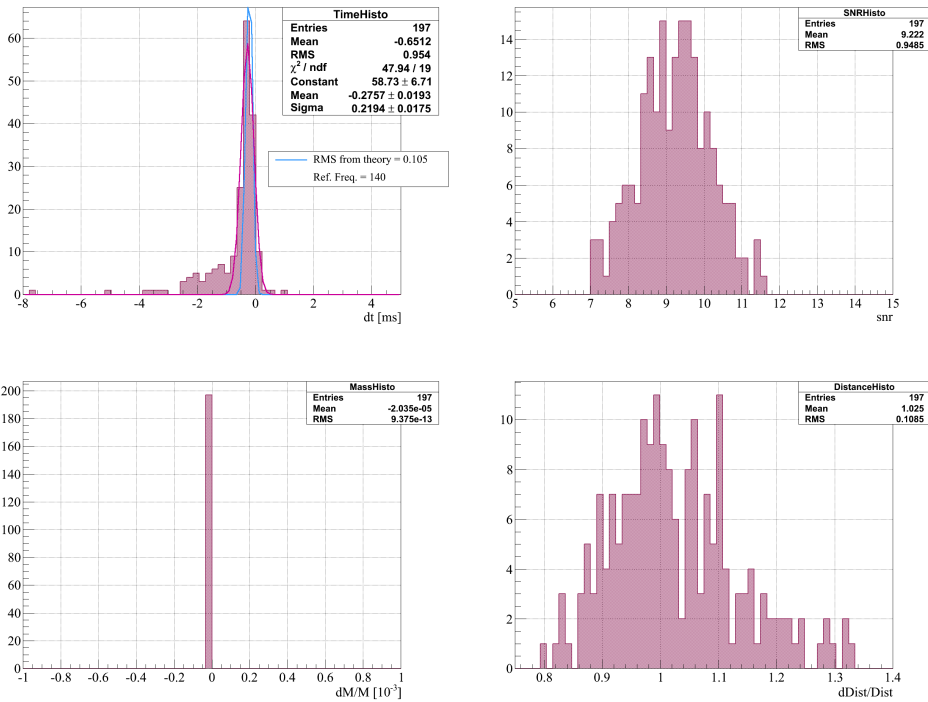 TimeHisto
Entries 197
Mean -0.6512
RMS 0.954
χ² / ndf 47.94 / 19
Constant 58.73 ± 6.71
Mean -0.2757 ± 0.0193
Sigma 0.2194 ± 0.0175
RMS from theory = 0.105
Ref. Freq. = 140
60
50
40
30
20
10
0
-8 -6 -4 -2 0 2 4
dt [ms]
SNRHisto
Entries 197
Mean 9.222
RMS 0.9485
14
12
10
8
6
4
2
0
5 6 7 8 9 10 11 12 13 14 15
snr
MassHisto
Entries 197
Mean -2.035e-05
RMS 9.375e-13
200
180
160
140
120
100
80
60
40
20
0
-1 -0.8 -0.6 -0.4 -0.2 0 0.2 0.4 0.6 0.8 1
dM/M [10⁻³]
DistanceHisto
Entries 197
Mean 1.025
RMS 0.1085
10
8
6
4
2
0
0.8 0.9 1 1.1 1.2 1.3 1.4
dDist/Dist